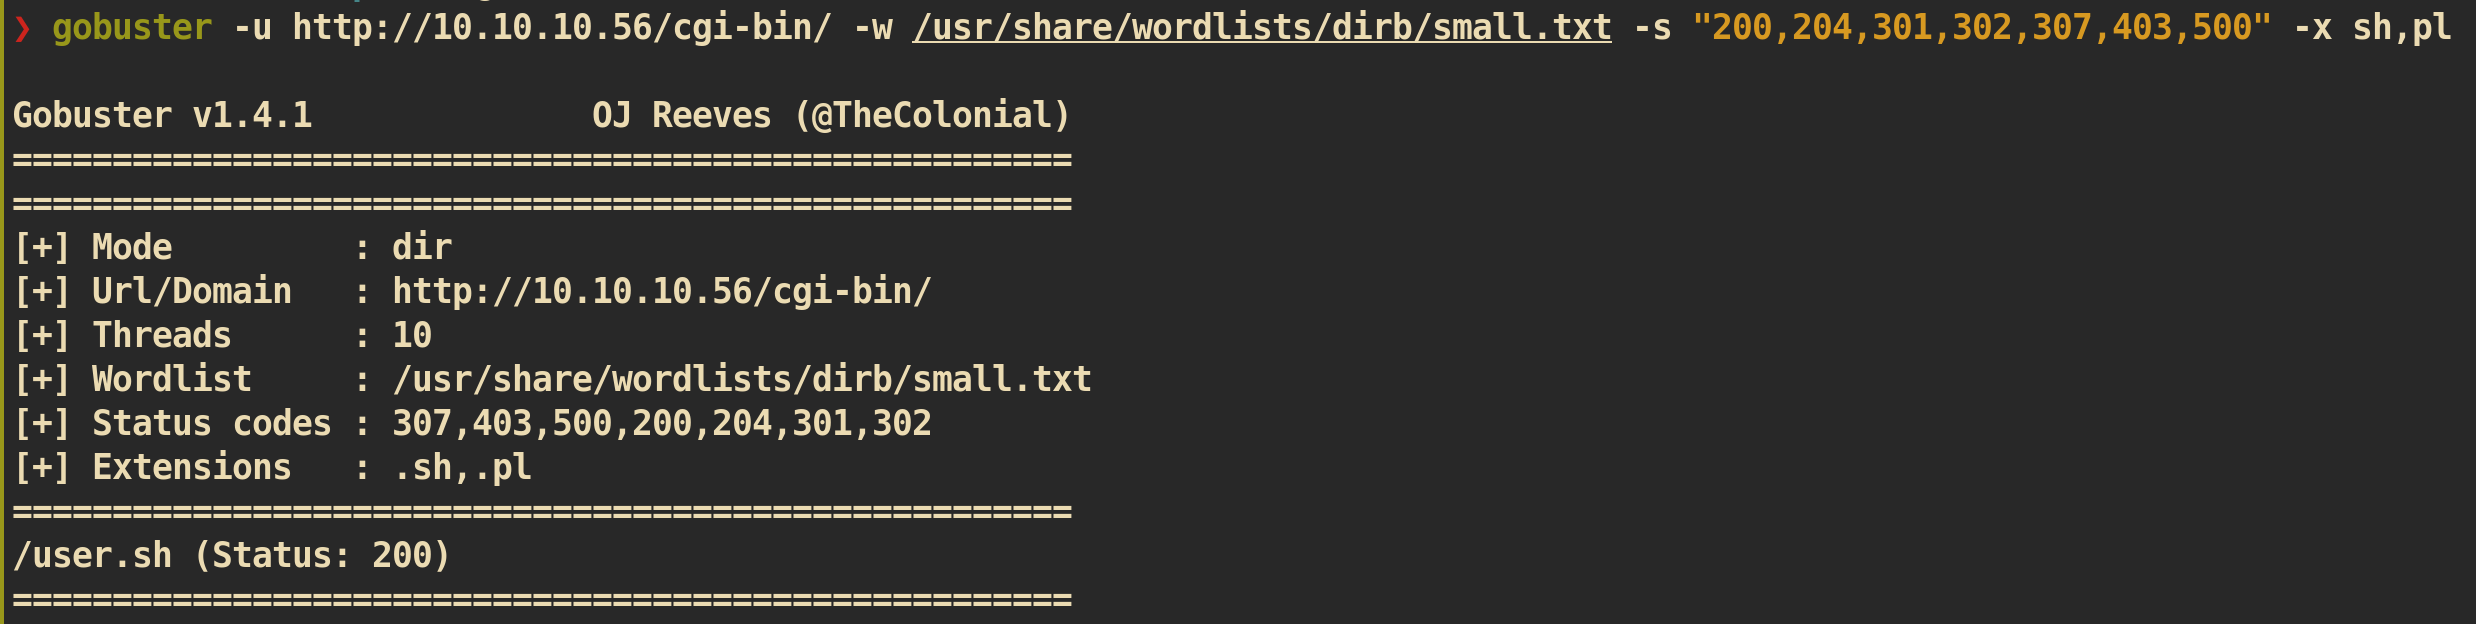 ❯ gobuster -u http://10.10.10.56/cgi-bin/ -w /usr/share/wordlists/dirb/small.txt -s "200,204,301,302,307,403,500" -x sh,pl
Gobuster v1.4.1              OJ Reeves (@TheColonial)
=====================================================
=====================================================
[+] Mode         : dir
[+] Url/Domain   : http://10.10.10.56/cgi-bin/
[+] Threads      : 10
[+] Wordlist     : /usr/share/wordlists/dirb/small.txt
[+] Status codes : 307,403,500,200,204,301,302
[+] Extensions   : .sh,.pl
=====================================================
/user.sh (Status: 200)
=====================================================